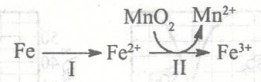 MnO₂ Mn²⁺
Fe → Fe²⁺ → Fe³⁺
I II